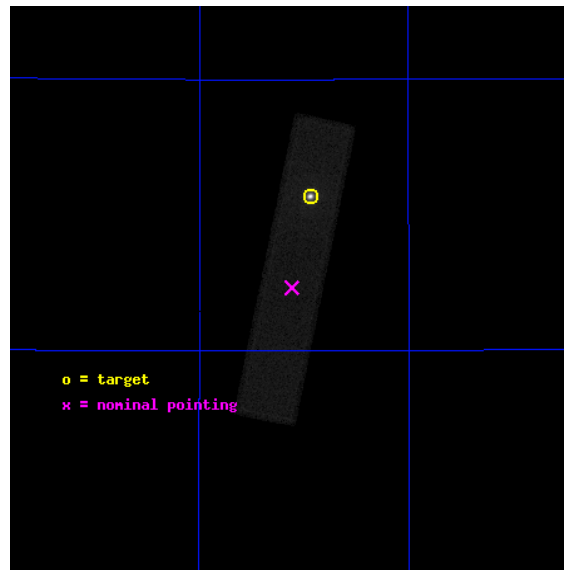 o = target
x = nominal pointing